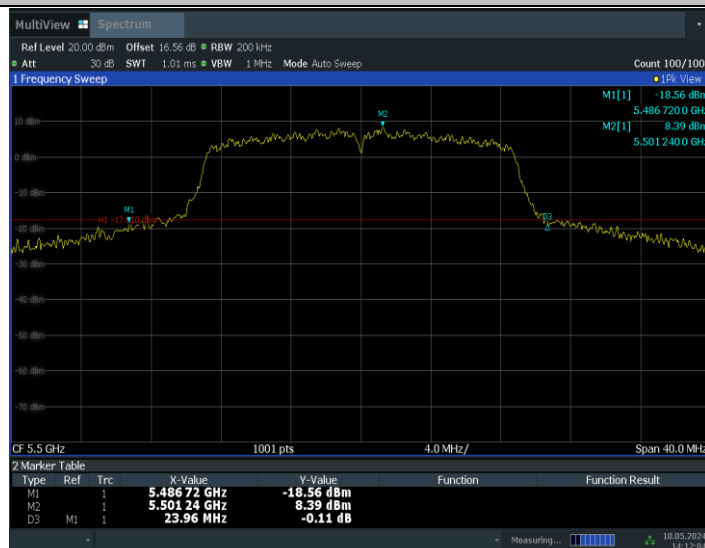 MultiView Spectrum
Ref Level 20.00 dBm Offset 16.56 dB RBW 200 kHz
Att 30 dB SWT 1.01 ms VBW 1 MHz Mode Auto Sweep Count 100/100
1 Frequency Sweep 1Pk View
M1[1] -18.56 dBm
5.486 720 0 GHz
M2[1] 8.39 dBm
5.501 240 0 GHz
M2
10 dBm
0 dBm
-10 dBm
M1
H1 -17.
D3
-20 dBm
-30 dBm
-40 dBm
-50 dBm
-60 dBm
-70 dBm
CF 5.5 GHz 1001 pts 4.0 MHz/ Span 40.0 MHz
2 Marker Table
Type Ref Trc X-Value Y-Value Function Function Result
M1 1 5.486 72 GHz -18.56 dBm
M2 1 5.501 24 GHz 8.39 dBm
D3 M1 1 23.96 MHz -0.11 dB
Measuring... 10.05.2024